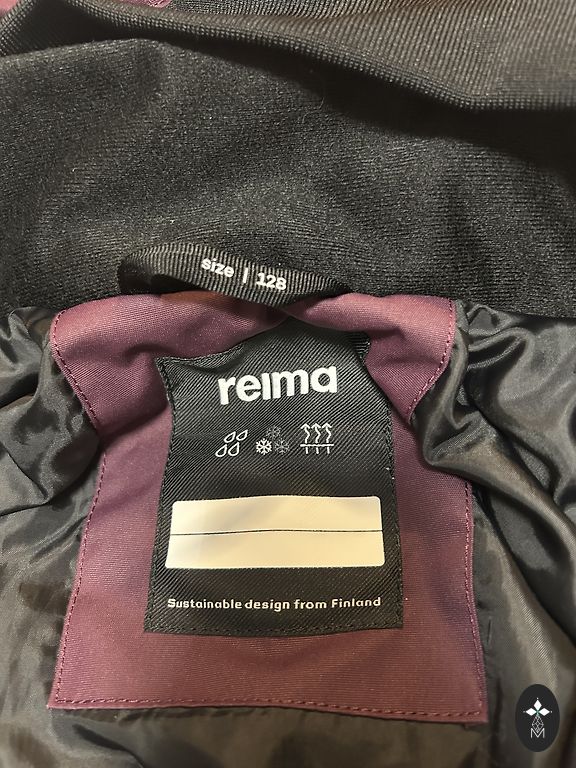 size | 128
reima
Sustainable design from Finland